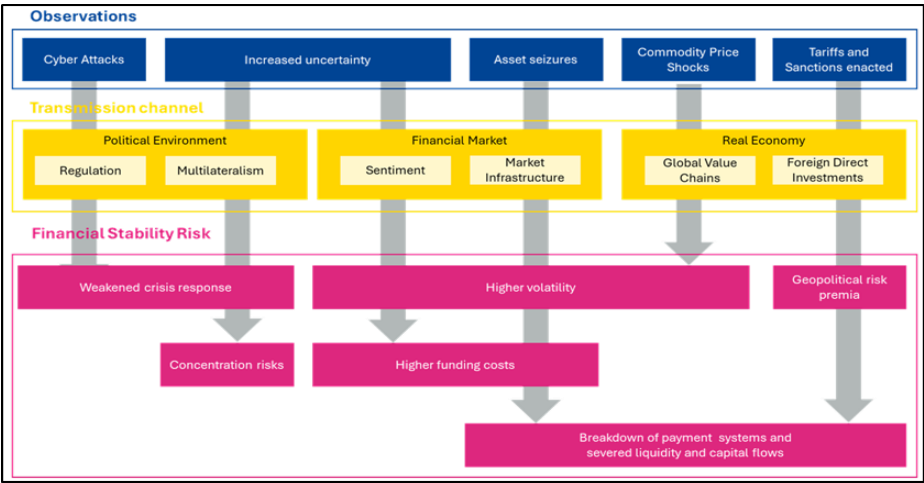 Observations
Cyber Attacks
Increased uncertainty
Asset seizures
Commodity Price
Shocks
Tariffs and
Sanctions enacted
Transmission channel
Political Environment
Financial Market
Real Economy
Regulation
Multilateralism
Sentiment
Market
Infrastructure
Global Value
Chains
Foreign Direct
Investments
Financial Stability Risk
Weakened crisis response
Higher volatility
Geopolitical risk
premia
Concentration risks
Higher funding costs
Breakdown of payment systems and
severed liquidity and capital flows